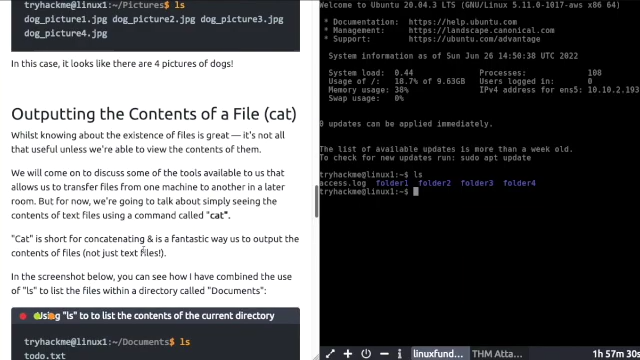 tryhackme@linux1:~/Pictures$ ls
dog_picture1.jpg dog_picture2.jpg dog_picture3.jpg
dog_picture4.jpg
In this case, it looks like there are 4 pictures of dogs!
Outputting the Contents of a File (cat)
Whilst knowing about the existence of files is great — it's not all
that useful unless we're able to view the contents of them.
We will come on to discuss some of the tools available to us that
allows us to transfer files from one machine to another in a later
room. But for now, we're going to talk about simply seeing the
contents of text files using a command called "cat".
"Cat" is short for concatenating & is a fantastic way us to output the
contents of files (not just text files!).
In the screenshot below, you can see how I have combined the use
of "ls" to list the files within a directory called "Documents":
Using "ls" to to list the contents of the current directory
tryhackme@linux1:~/Documents$ ls
todo.txt
Welcome to Ubuntu 20.04.3 LTS (GNU/Linux 5.11.0-1017-aws x86_64)
* Documentation: https://help.ubuntu.com
* Management: https://landscape.canonical.com
* Support: https://ubuntu.com/advantage
System information as of Sun Jun 26 14:50:38 UTC 2022
System load: 0.44 Processes: 108
Usage of /: 18.7% of 9.63GB Users logged in: 0
Memory usage: 38% IPv4 address for ens5: 10.10.2.193
Swap usage: 0%
0 updates can be applied immediately.
The list of available updates is more than a week old.
To check for new updates run: sudo apt update
tryhackme@linux1:~$ ls
access.log folder1 folder2 folder3 folder4
tryhackme@linux1:~$
linuxfund... THM Atta... 1h 57m 30